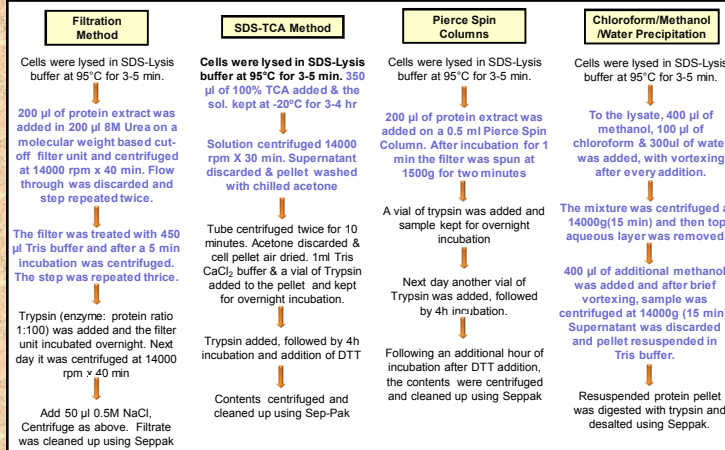 Filtration
Method
Cells were lysed in SDS-Lysis
buffer at 95°C for 3-5 min.
200 µl of protein extract was
added in 200 µl 8M Urea on a
molecular weight based cut-
off filter unit and centrifuged
at 14000 rpm x 40 min. Flow
through was discarded and
step repeated twice.
The filter was treated with 450
µl Tris buffer and after a 5 min
incubation was centrifuged.
The step was repeated thrice.
Trypsin (enzyme: protein ratio
1:100) was added and the filter
unit incubated overnight. Next
day it was centrifuged at 14000
rpm x 40 min
Add 50 µl 0.5M NaCl,
Centrifuge as above. Filtrate
was cleaned up using Seppak
SDS-TCA Method
Cells were lysed in SDS-Lysis
buffer at 95°C for 3-5 min. 350
µl of 100% TCA added & the
sol. kept at -20ºC for 3-4 hr
Solution centrifuged 14000
rpm X 30 min. Supernatant
discarded & pellet washed
with chilled acetone
Tube centrifuged twice for 10
minutes. Acetone discarded &
cell pellet air dried. 1ml Tris
CaCl₂ buffer & a vial of Trypsin
added to the pellet and kept
for overnight incubation.
Trypsin added, followed by 4h
incubation and addition of DTT
Contents centrifuged and
cleaned up using Sep-Pak
Pierce Spin
Columns
Cells were lysed in SDS-Lysis
buffer at 95°C for 3-5 min.
200 µl of protein extract was
added on a 0.5 ml Pierce Spin
Column. After incubation for 1
min the filter was spun at
1500g for two minutes
A vial of trypsin was added and
sample kept for overnight
incubation
Next day another vial of
Trypsin was added, followed
by 4h incubation.
Following an additional hour of
incubation after DTT addition,
the contents were centrifuged
and cleaned up using Seppak
Chloroform/Methanol
/Water Precipitation
Cells were lysed in SDS-Lysis
buffer at 95°C for 3-5 min.
To the lysate, 400 µl of
methanol, 100 µl of
chloroform & 300ul of wate
was added, with vortexing
after every addition.
The mixture was centrifuged a
14000g(15 min) and then top
aqueous layer was removed.
400 µl of additional methanol
was added and after brief
vortexing, sample was
centrifuged at 14000g (15 min)
Supernatant was discarded
and pellet resuspended in
Tris buffer.
Resuspended protein pellet
was digested with trypsin and
desalted using Seppak.